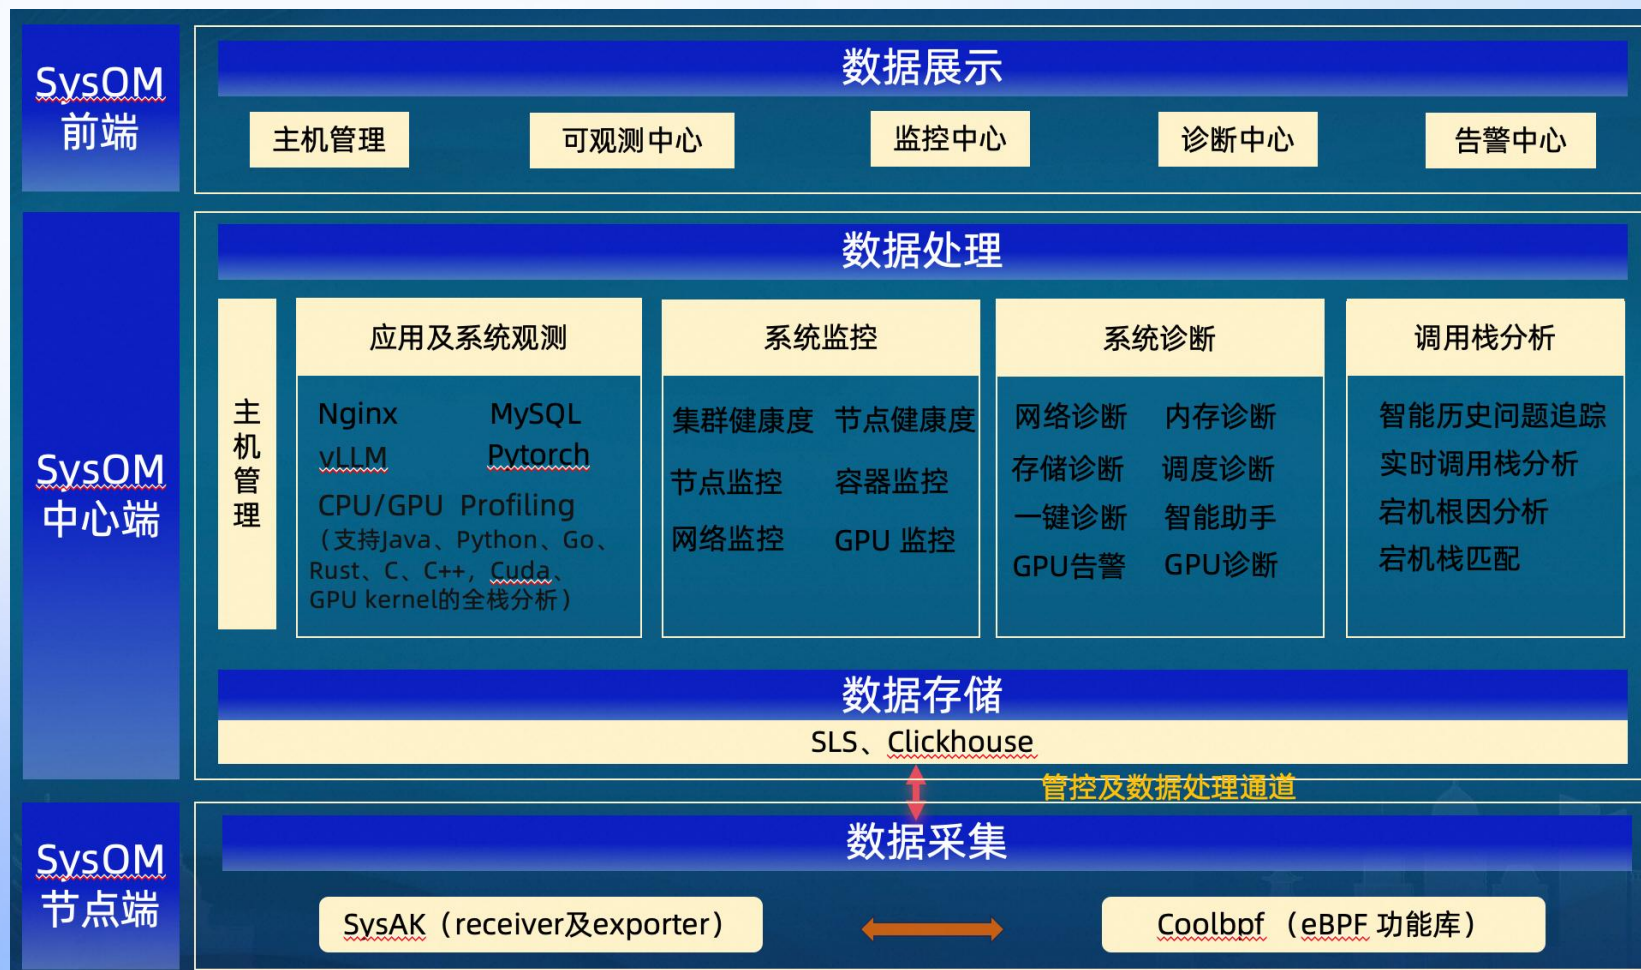 SysOM
前端
数据展示
主机管理
可观测中心
监控中心
诊断中心
告警中心
SysOM
中心端
数据处理
主机管理
应用及系统观测
Nginx MySQL
vLLM Pytorch
CPU/GPU Profiling
（支持Java、Python、Go、
Rust、C、C++，Cuda、
GPU kernel的全栈分析）
系统监控
集群健康度 节点健康度
节点监控 容器监控
网络监控 GPU 监控
系统诊断
网络诊断 内存诊断
存储诊断 调度诊断
一键诊断 智能助手
GPU告警 GPU诊断
调用栈分析
智能历史问题追踪
实时调用栈分析
宕机根因分析
宕机栈匹配
数据存储
SLS、Clickhouse
管控及数据处理通道
SysOM
节点端
数据采集
SysAK（receiver及exporter）
Coolbpf （eBPF 功能库）